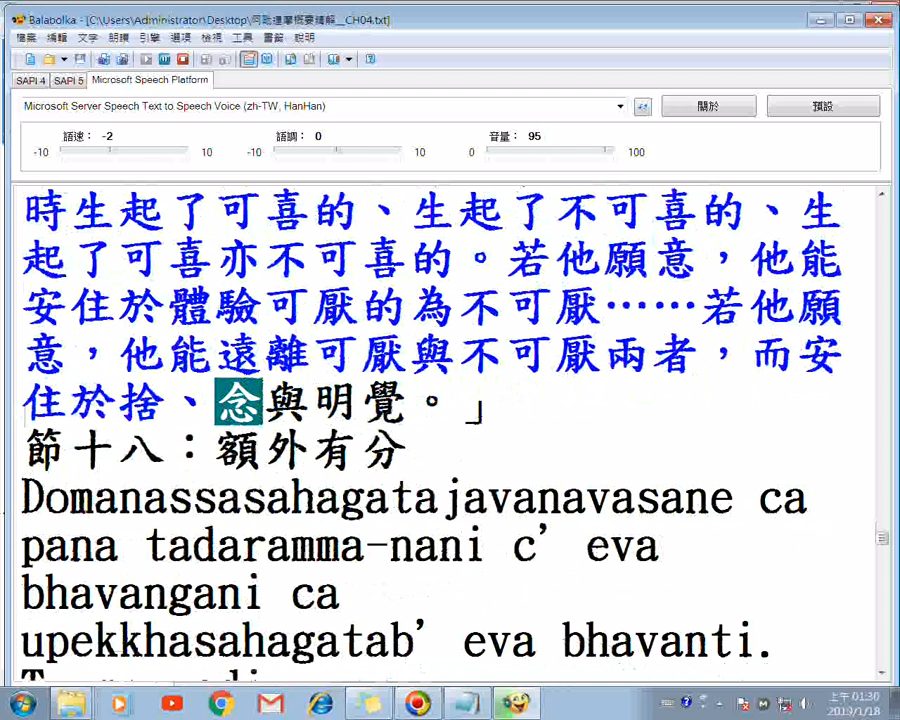 Balabolka - [C:\Users\Administrator\Desktop\阿毗達摩概要精解__CH04.txt]
檔案 編輯 文字 朗讀 引擎 選項 檢視 工具 書籤 說明
SAPI 4 SAPI 5 Microsoft Speech Platform
Microsoft Server Speech Text to Speech Voice (zh-TW, HanHan) 關於 預設
語速： -2 語調： 0 音量： 95
-10 10 -10 10 0 100
時生起了可喜的、生起了不可喜的、生
起了可喜亦不可喜的。若他願意，他能
安住於體驗可厭的為不可厭……若他願
意，他能遠離可厭與不可厭兩者，而安
住於捨、念與明覺。」
節十八：額外有分
Domanassasahagatajavanavasane ca
pana tadaramma-nani c’ eva
bhavangani ca
upekkhasahagatab’ eva bhavanti.
上午 01:30
2019/1/18